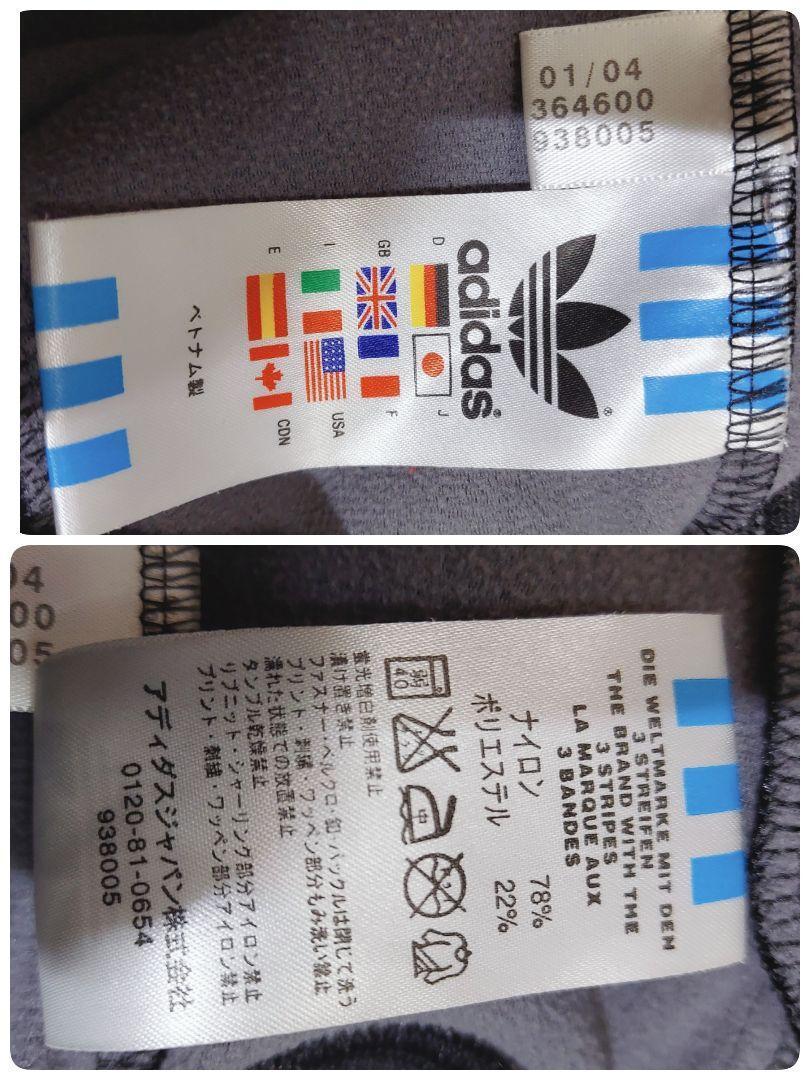 01/04
364600
938005
adidas
D
J
GB
F
I
USA
E
CDN
ベトナム製
04
00
05
DIE WELTMARKE MIT DEN
3 STREIFEN
THE BRAND WITH THE
3 STRIPES
LA MARQUE AUX
3 BANDES
ナイロン 78%
ポリエステル 22%
弱
40
中
蛍光増白剤使用禁止
漬け置き禁止
ファスナー・ベルクロ・釦・バックルは閉じて洗う
プリント・刺繍・ワッペン部分もみ洗い禁止
濡れた状態での放置禁止
タンブル乾燥禁止
リブニット・シャーリング部分アイロン禁止
プリント・刺繍・ワッペン部分アイロン禁止
アディダスジャパン株式会社
0120-81-0654
938005